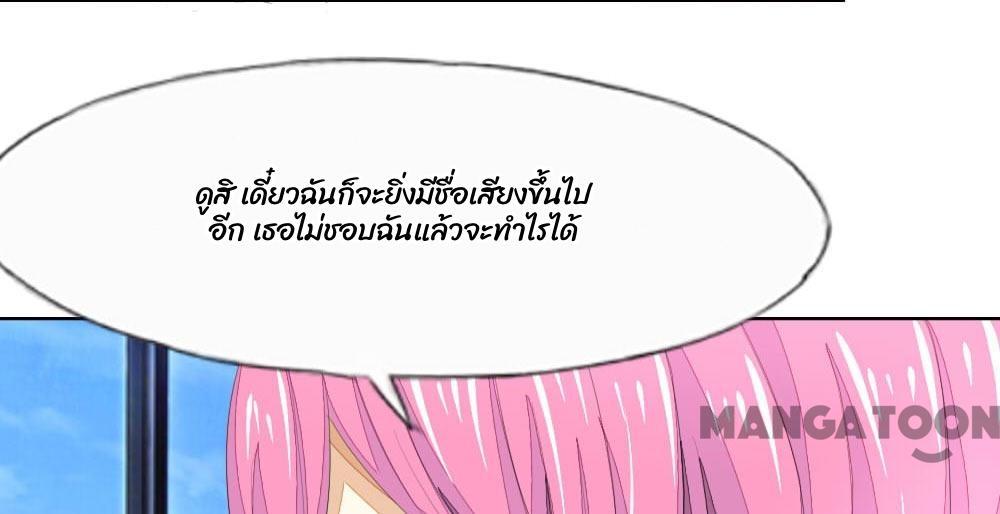 ดูสิ เดี๋ยวฉันก็จะยิ่งมีชื่อเสียงขึ้นไป
อีก เธอไม่ชอบฉันแล้วจะทำไรได้
MANGATOON